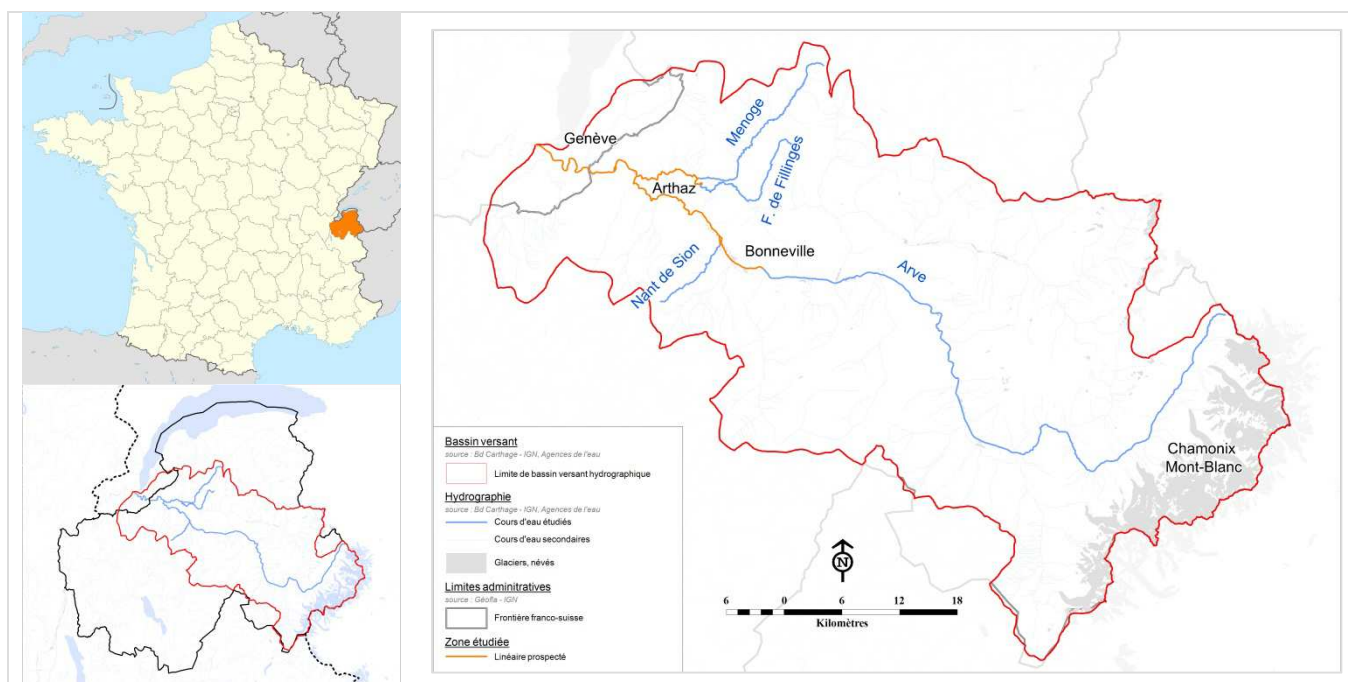 Genève
Menoge
F. de Fillinges
Arthaz
Nant de Sion
Bonneville
Arve
Chamonix
Mont-Blanc
Bassin versant
source : Bd Carthage - IGN, Agences de l'eau
Limite de bassin versant hydrographique
Hydrographie
source : Bd Carthage - IGN, Agences de l'eau
Cours d'eau étudiés
Cours d'eau secondaires
Glaciers, névés
Limites adminitratives
source : Géofla - IGN
Frontière franco-suisse
Zone étudiée
Linéaire prospecté
N
6 0 6 12 18
Kilomètres